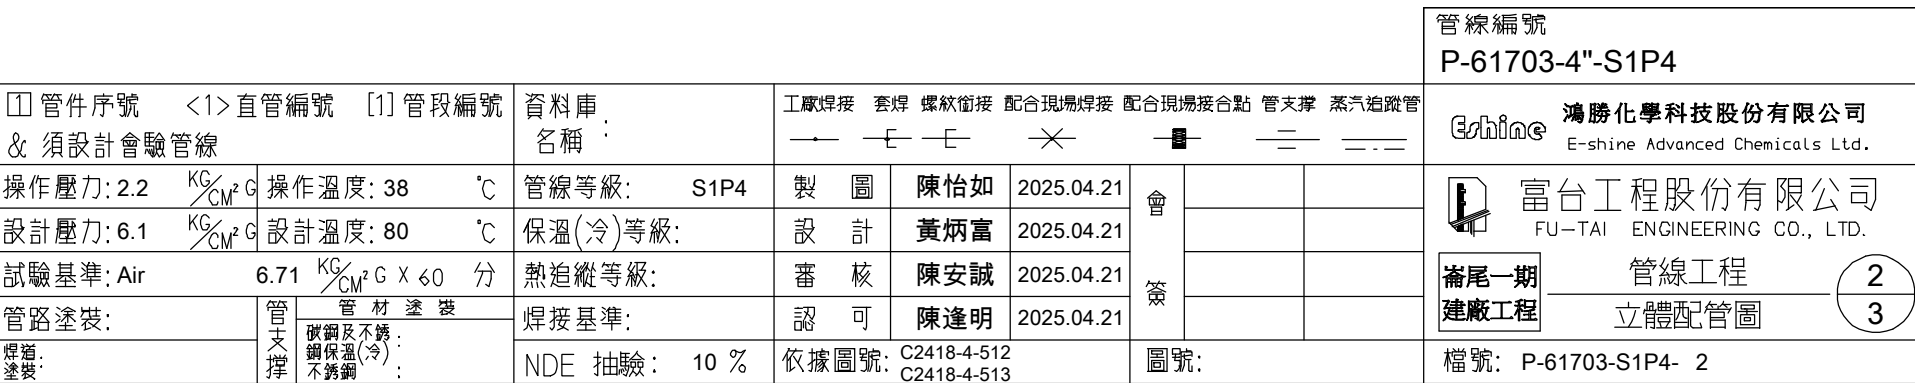 管線編號
P-61703-4"-S1P4
1 管件序號 <1>直管編號 [1] 管段編號
& 須設計會驗管線
資料庫
名稱 :
工廠焊接 套焊 螺紋銜接 配合現場焊接 配合現場接合點 管支撐 蒸汽追蹤管
Eshine 鴻勝化學科技股份有限公司
E-shine Advanced Chemicals Ltd.
操作壓力: 2.2 KG/CM² G 操作溫度: 38 °C 管線等級: S1P4 製 圖 陳怡如 2025.04.21
設計壓力: 6.1 KG/CM² G 設計溫度: 80 °C 保溫(冷)等級: 設 計 黃炳富 2025.04.21
試驗基準: Air 6.71 KG/CM² G X 60 分 熱追縱等級: 審 核 陳安誠 2025.04.21
管路塗裝: 管支撐 管 材 塗 裝 焊接基準: 認 可 陳逢明 2025.04.21
會簽
富台工程股份有限公司
FU-TAI ENGINEERING CO., LTD.
崙尾一期
建廠工程
管線工程
立體配管圖
2
3
焊道:
塗裝:
碳鋼及不銹:
鋼保溫(冷):
不銹鋼 :
NDE 抽驗: 10 %
依據圖號: C2418-4-512
C2418-4-513
圖號:
檔號: P-61703-S1P4- 2